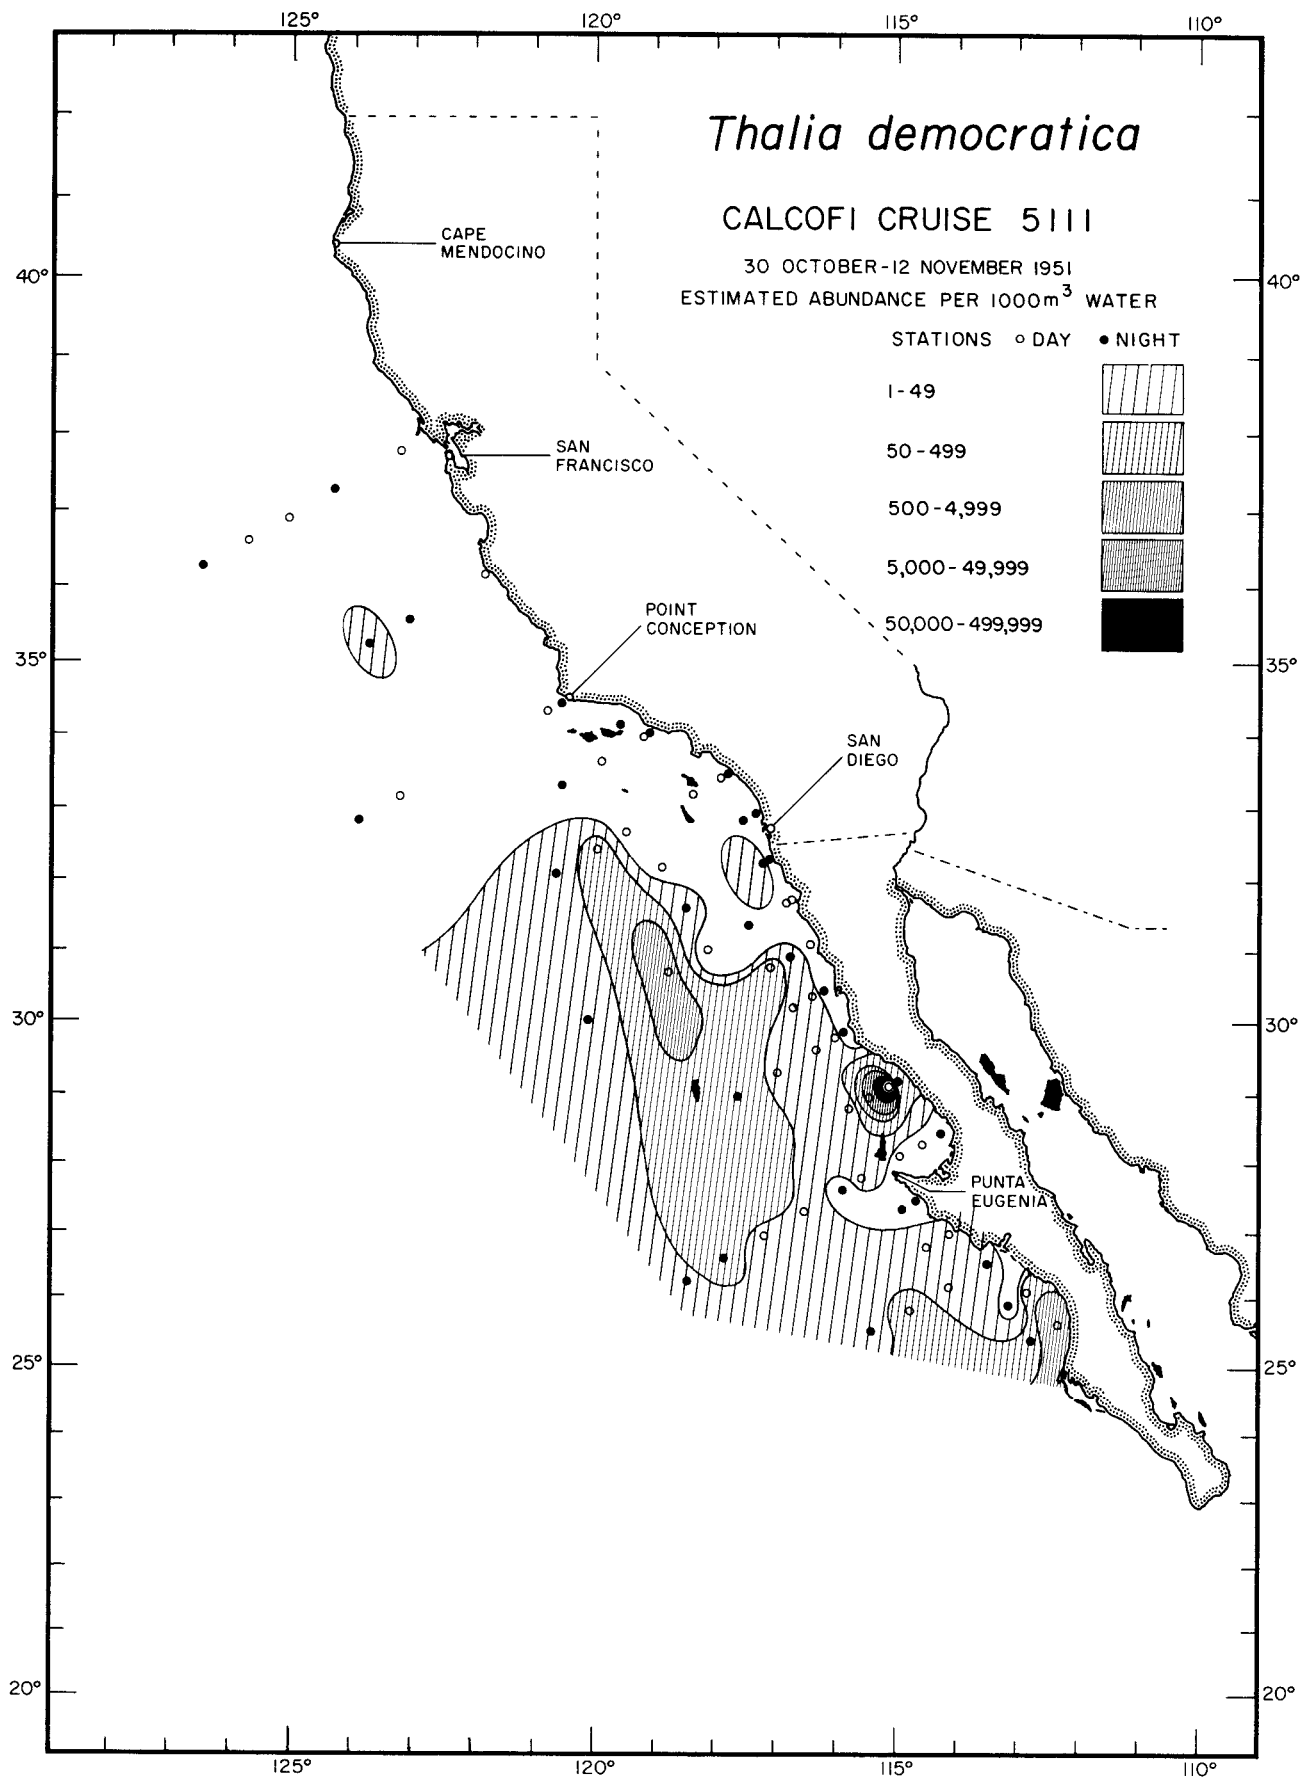 125° 120° 115° 110°
Thalia democratica
CALCOFI CRUISE 5111
30 OCTOBER-12 NOVEMBER 1951
ESTIMATED ABUNDANCE PER 1000m³ WATER
STATIONS ○ DAY ● NIGHT
1-49
50-499
500-4,999
5,000-49,999
50,000-499,999
CAPE
MENDOCINO
40° 40°
SAN
FRANCISCO
POINT
CONCEPTION
35° 35°
SAN
DIEGO
30° 30°
PUNTA
EUGENIA
25° 25°
20° 20°
125° 120° 115° 110°